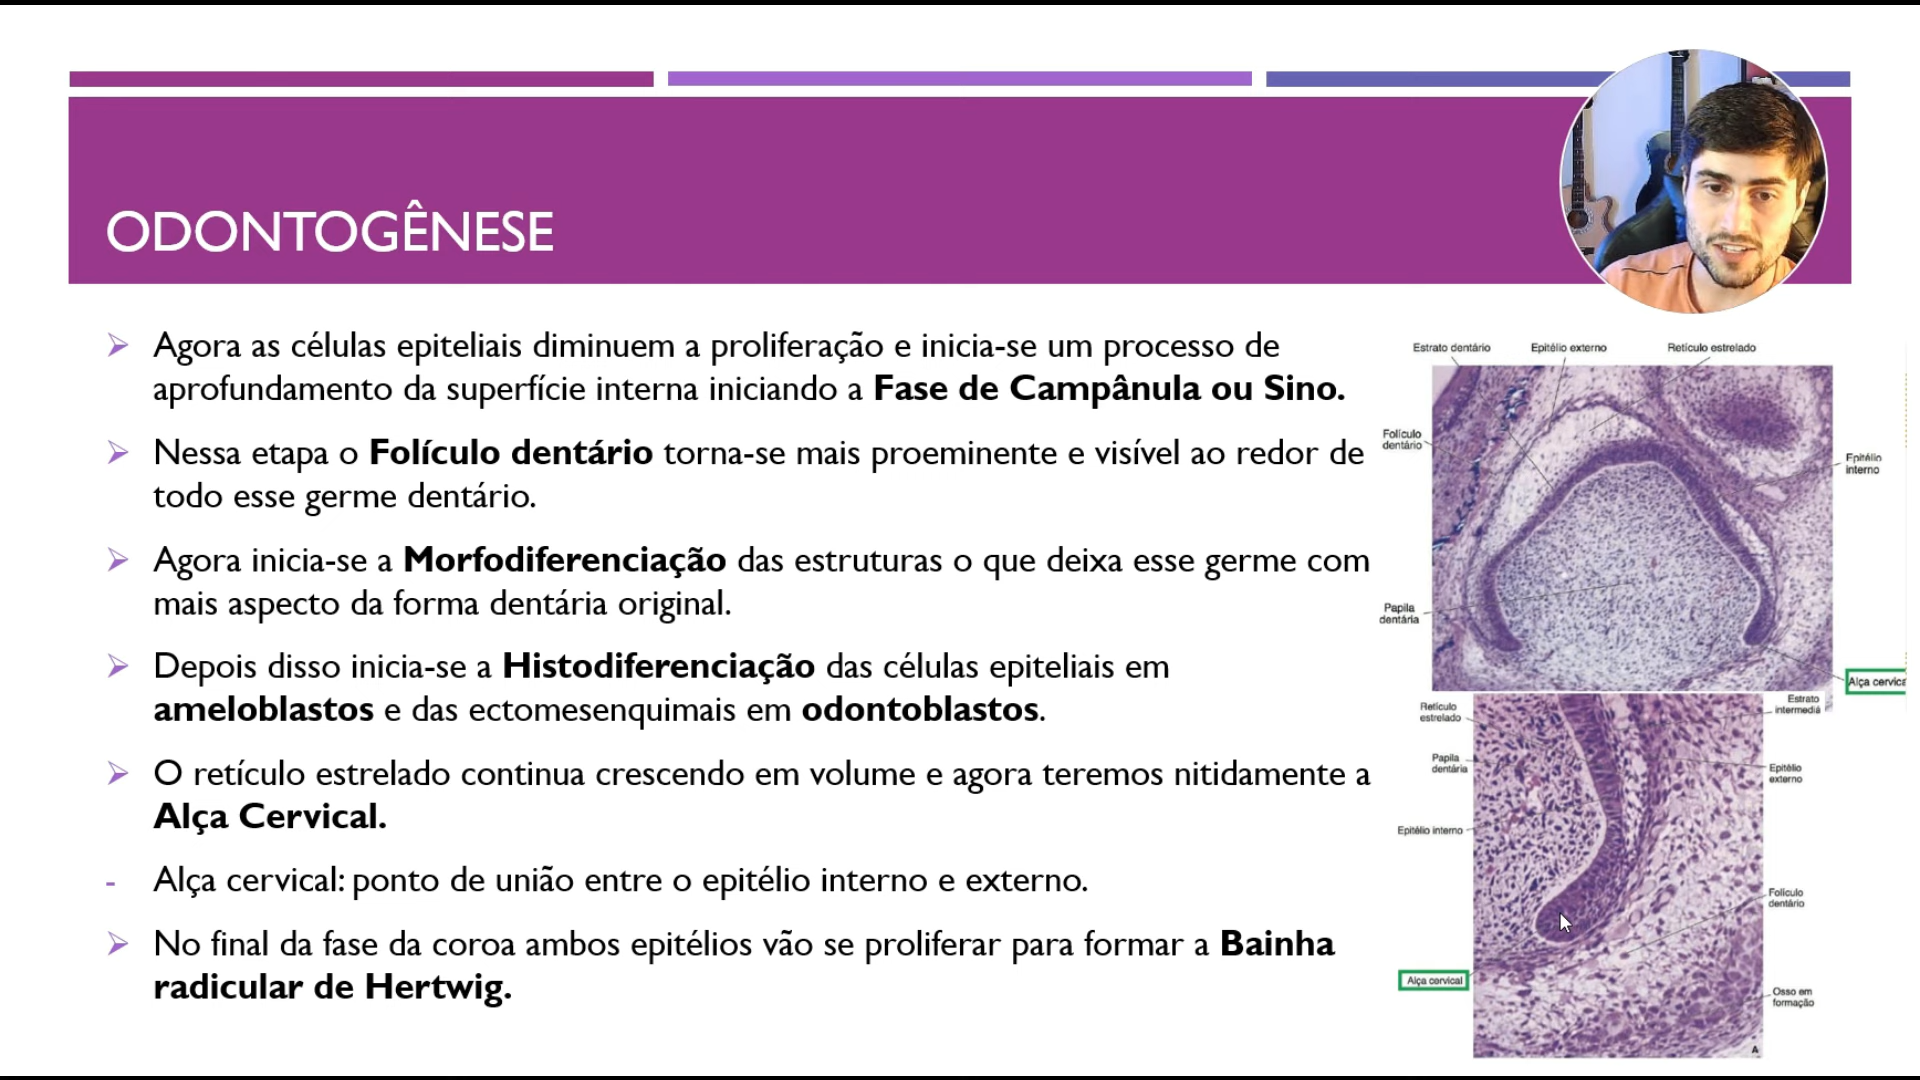 ODONTOGÊNESE
Agora as células epiteliais diminuem a proliferação e inicia-se um processo de
aprofundamento da superfície interna iniciando a Fase de Campânula ou Sino.
Nessa etapa o Folículo dentário torna-se mais proeminente e visível ao redor de
todo esse germe dentário.
Agora inicia-se a Morfodiferenciação das estruturas o que deixa esse germe com
mais aspecto da forma dentária original.
Depois disso inicia-se a Histodiferenciação das células epiteliais em
ameloblastos e das ectomesenquimais em odontoblastos.
O retículo estrelado continua crescendo em volume e agora teremos nitidamente a
Alça Cervical.
- Alça cervical: ponto de união entre o epitélio interno e externo.
No final da fase da coroa ambos epitélios vão se proliferar para formar a Bainha
radicular de Hertwig.
Estrato dentário
Epitélio externo
Retículo estrelado
Folículo
dentário
Epitélio
interno
Papila
dentária
Alça cervica
Retículo
estrelado
Estrato
intermediá
Papila
dentária
Epitélio
externo
Epitélio interno
Folículo
dentário
Alça cervical
Osso em
formação
A